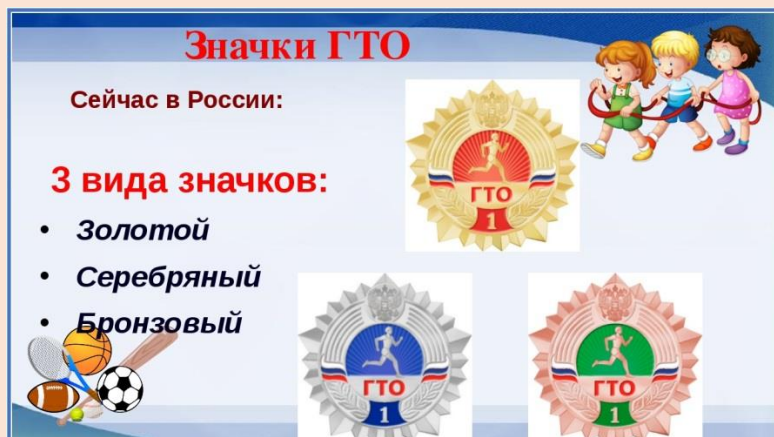 Значки ГТО
Сейчас в России:
3 вида значков:
• Золотой
• Серебряный
• Бронзовый
ГТО
1
ГТО
1
ГТО
1